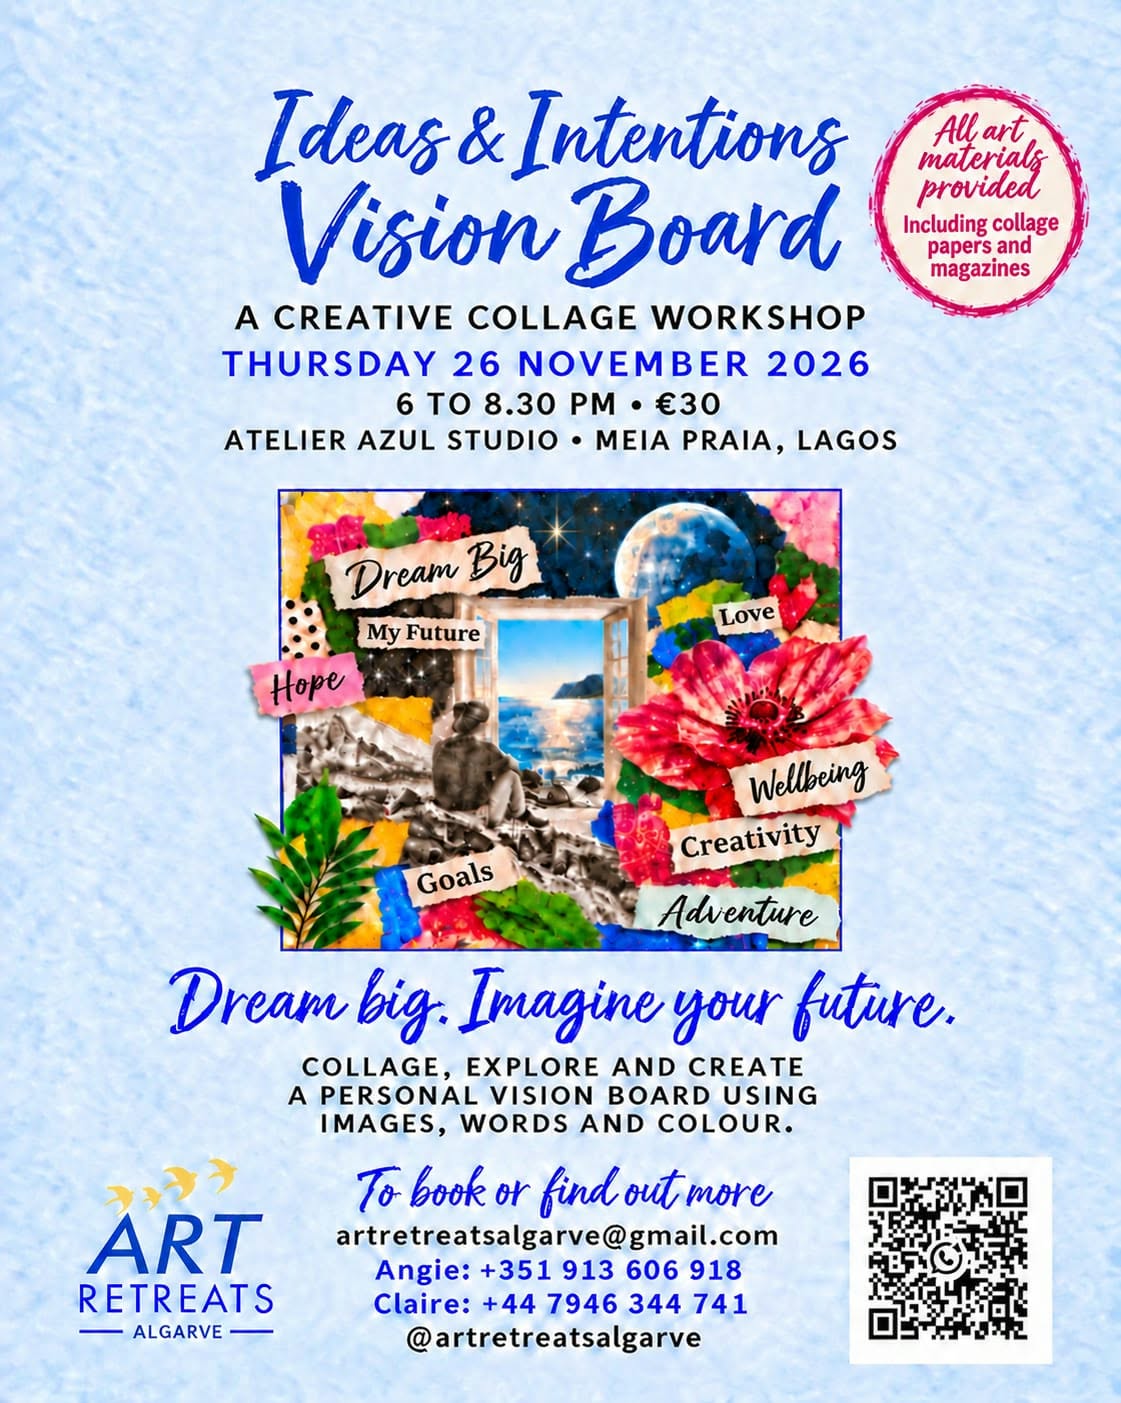 Ideas & Intentions
Vision Board
All art
materials
provided
Including collage
papers and
magazines
A CREATIVE COLLAGE WORKSHOP
THURSDAY 26 NOVEMBER 2026
6 TO 8.30 PM • €30
ATELIER AZUL STUDIO • MEIA PRAIA, LAGOS
Dream Big
My Future
Love
Hope
Wellbeing
Creativity
Goals
Adventure
Dream big. Imagine your future.
COLLAGE, EXPLORE AND CREATE
A PERSONAL VISION BOARD USING
IMAGES, WORDS AND COLOUR.
ART
RETREATS
ALGARVE
To book or find out more
artretreatsalgarve@gmail.com
Angie: +351 913 606 918
Claire: +44 7946 344 741
@artretreatsalgarve